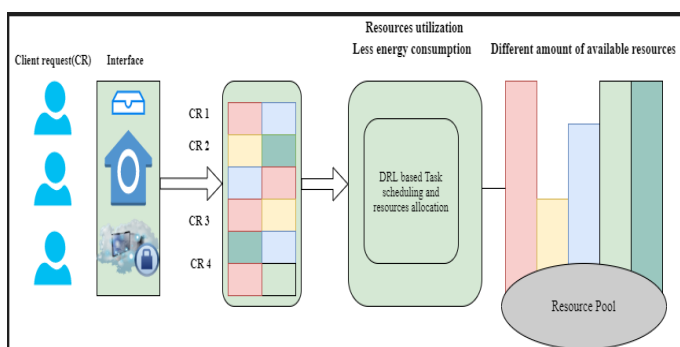 Resources utilization
Less energy consumption
Different amount of available resources
Client request(CR)
Interface
CR 1
CR 2
CR 3
CR 4
DRL based Task
scheduling and
resources allocation
Resource Pool